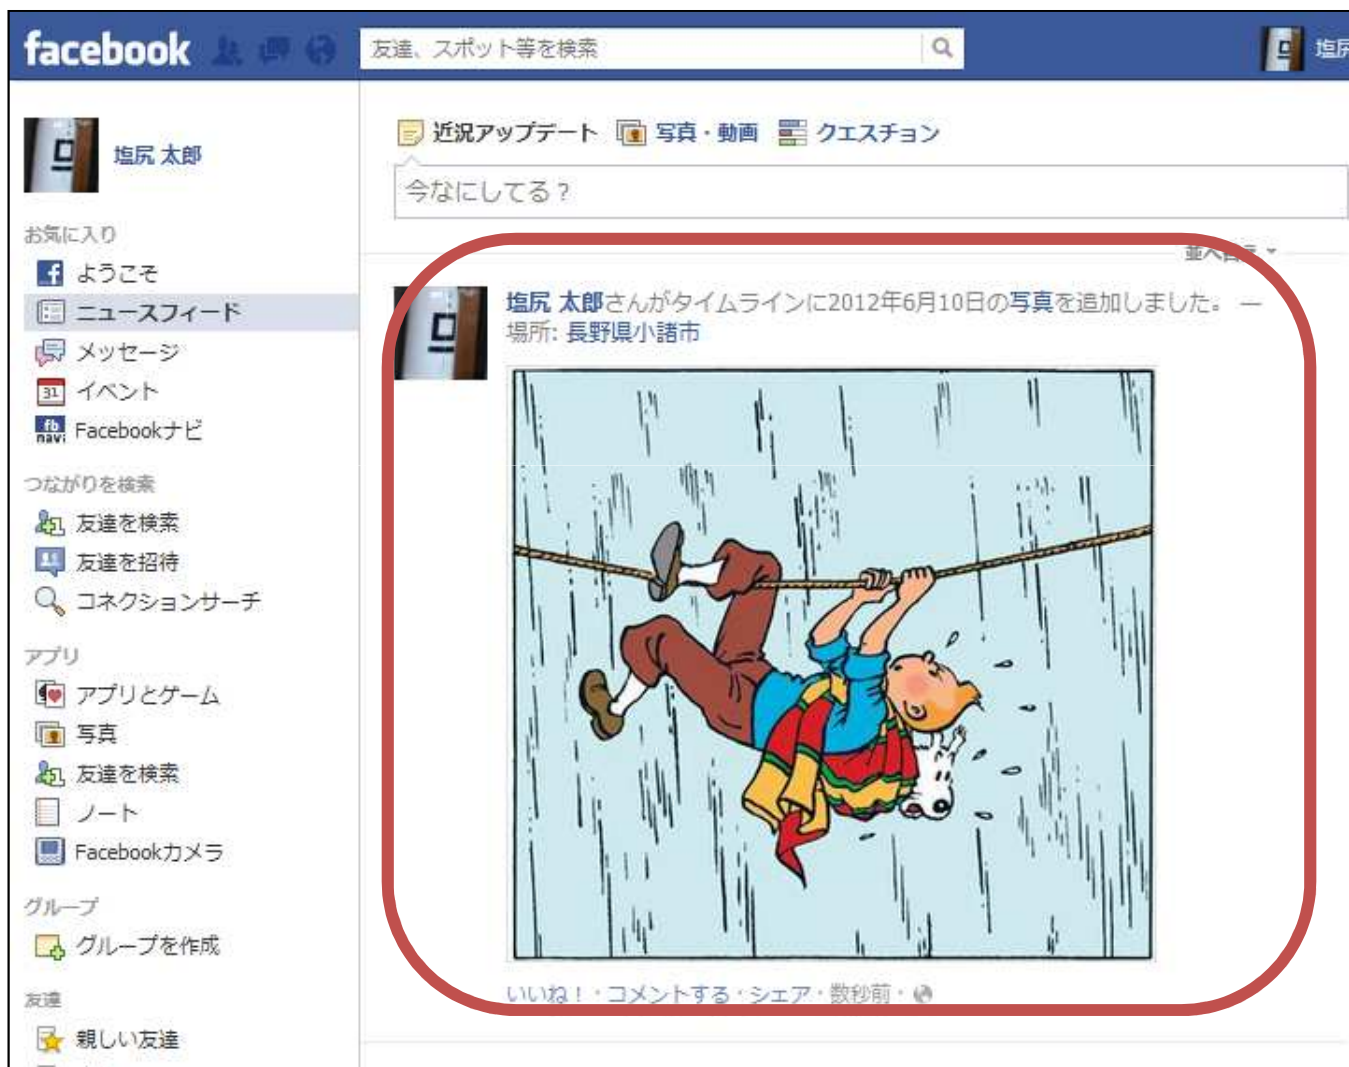 facebook
友達、スポット等を検索
塩尻
塩尻 太郎
お気に入り
ようこそ
ニュースフィード
メッセージ
31
イベント
fb
navi
Facebookナビ
つながりを検索
友達を検索
友達を招待
コネクションサーチ
アプリ
アプリとゲーム
写真
友達を検索
ノート
Facebookカメラ
グループ
グループを作成
友達
親しい友達
近況アップデート 写真・動画 クエスチョン
今なにしてる？
塩尻 太郎さんがタイムラインに2012年6月10日の写真を追加しました。 —
場所: 長野県小諸市
いいね！・コメントする・シェア・数秒前・